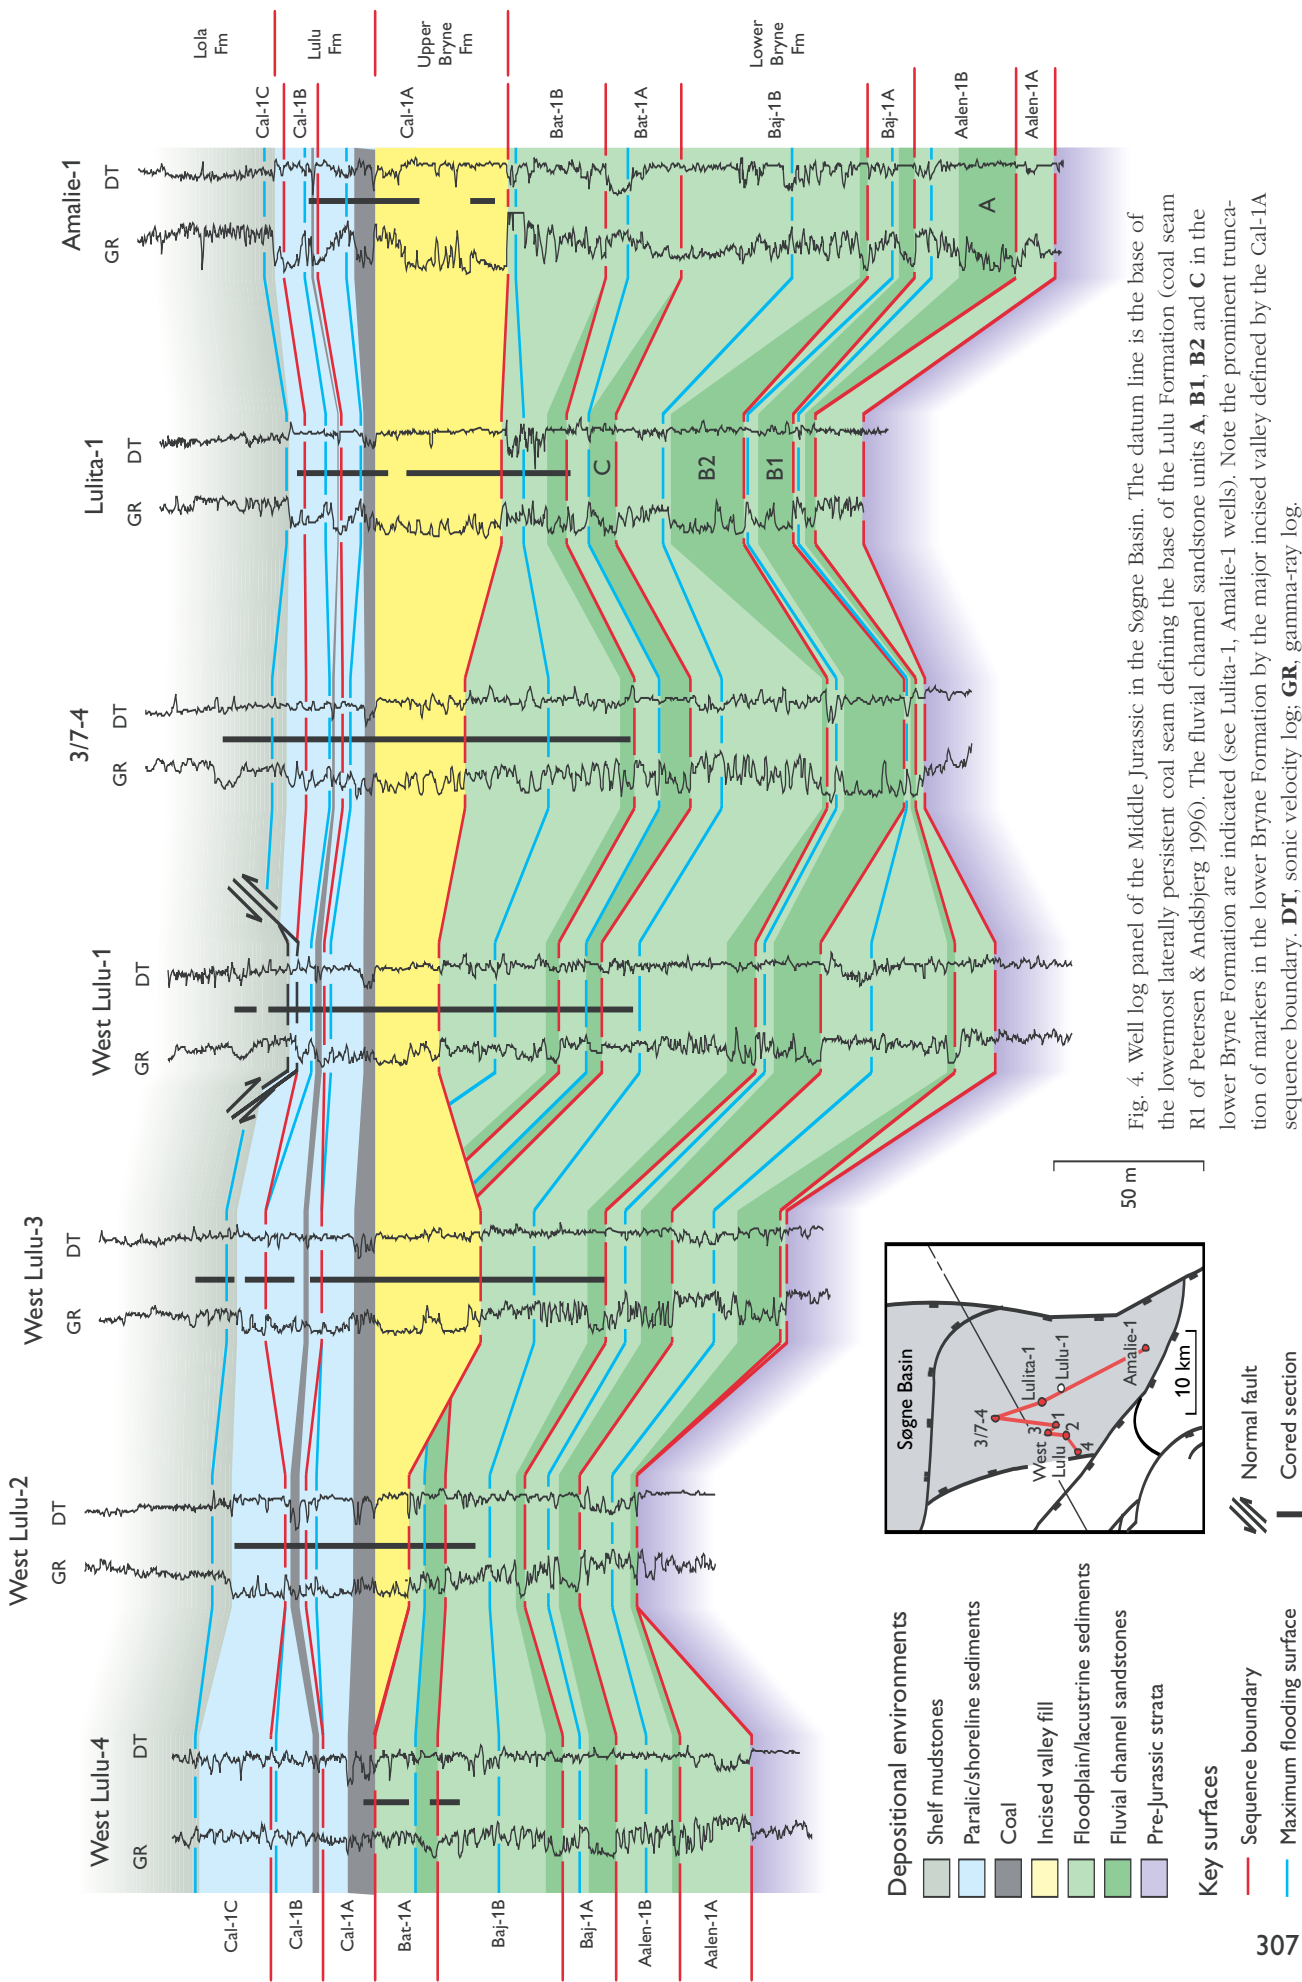 West Lulu-4
West Lulu-2
West Lulu-3
West Lulu-1
3/7-4
Lulita-1
Amalie-1
GR
DT
GR
DT
GR
DT
GR
DT
GR
DT
GR
DT
GR
DT
Cal-1C
Cal-1B
Cal-1A
Bat-1A
Baj-1B
Baj-1A
Aalen-1B
Aalen-1A
C
B2
B1
A
Cal-1C
Cal-1B
Cal-1A
Bat-1B
Bat-1A
Baj-1B
Baj-1A
Aalen-1B
Aalen-1A
Lola
Fm
Lulu
Fm
Upper
Bryne
Fm
Lower
Bryne
Fm
Depositional environments
Shelf mudstones
Paralic/shoreline sediments
Coal
Incised valley fill
Floodplain/lacustrine sediments
Fluvial channel sandstones
Pre-Jurassic strata
Key surfaces
Sequence boundary
Maximum flooding surface
Normal fault
Cored section
Søgne Basin
3/7-4
Lulita-1
Lulu-1
West
Lulu
3
1
2
4
Amalie-1
10 km
50 m
Fig. 4. Well log panel of the Middle Jurassic in the Søgne Basin. The datum line is the base of
the lowermost laterally persistent coal seam defining the base of the Lulu Formation (coal seam
R1 of Petersen & Andsbjerg 1996). The fluvial channel sandstone units A, B1, B2 and C in the
lower Bryne Formation are indicated (see Lulita-1, Amalie-1 wells). Note the prominent trunca-
tion of markers in the lower Bryne Formation by the major incised valley defined by the Cal-1A
sequence boundary. DT, sonic velocity log; GR, gamma-ray log.
307